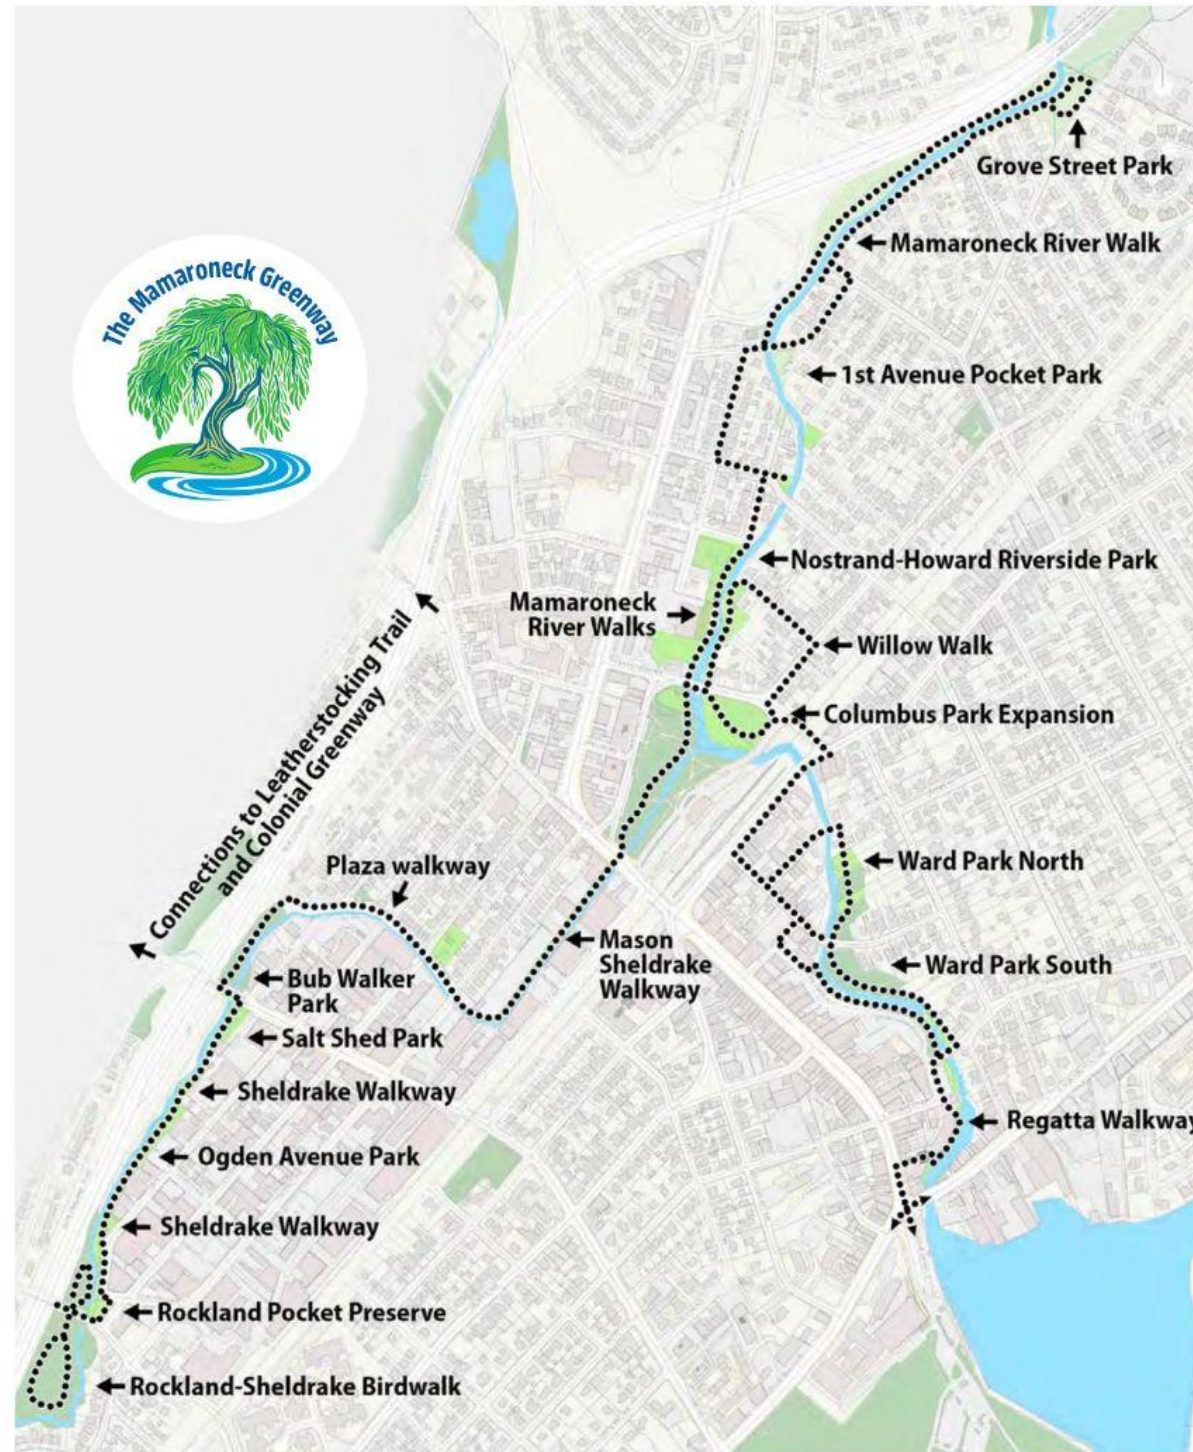 The Mamaroneck Greenway
Grove Street Park
Mamaroneck River Walk
1st Avenue Pocket Park
Nostrand-Howard Riverside Park
Mamaroneck
River Walks
Willow Walk
Columbus Park Expansion
Connections to Leatherstocking Trail
and Colonial Greenway
Plaza walkway
Ward Park North
Mason
Sheldrake
Walkway
Ward Park South
Bub Walker
Park
Salt Shed Park
Sheldrake Walkway
Regatta Walkway
Ogden Avenue Park
Sheldrake Walkway
Rockland Pocket Preserve
Rockland-Sheldrake Birdwalk